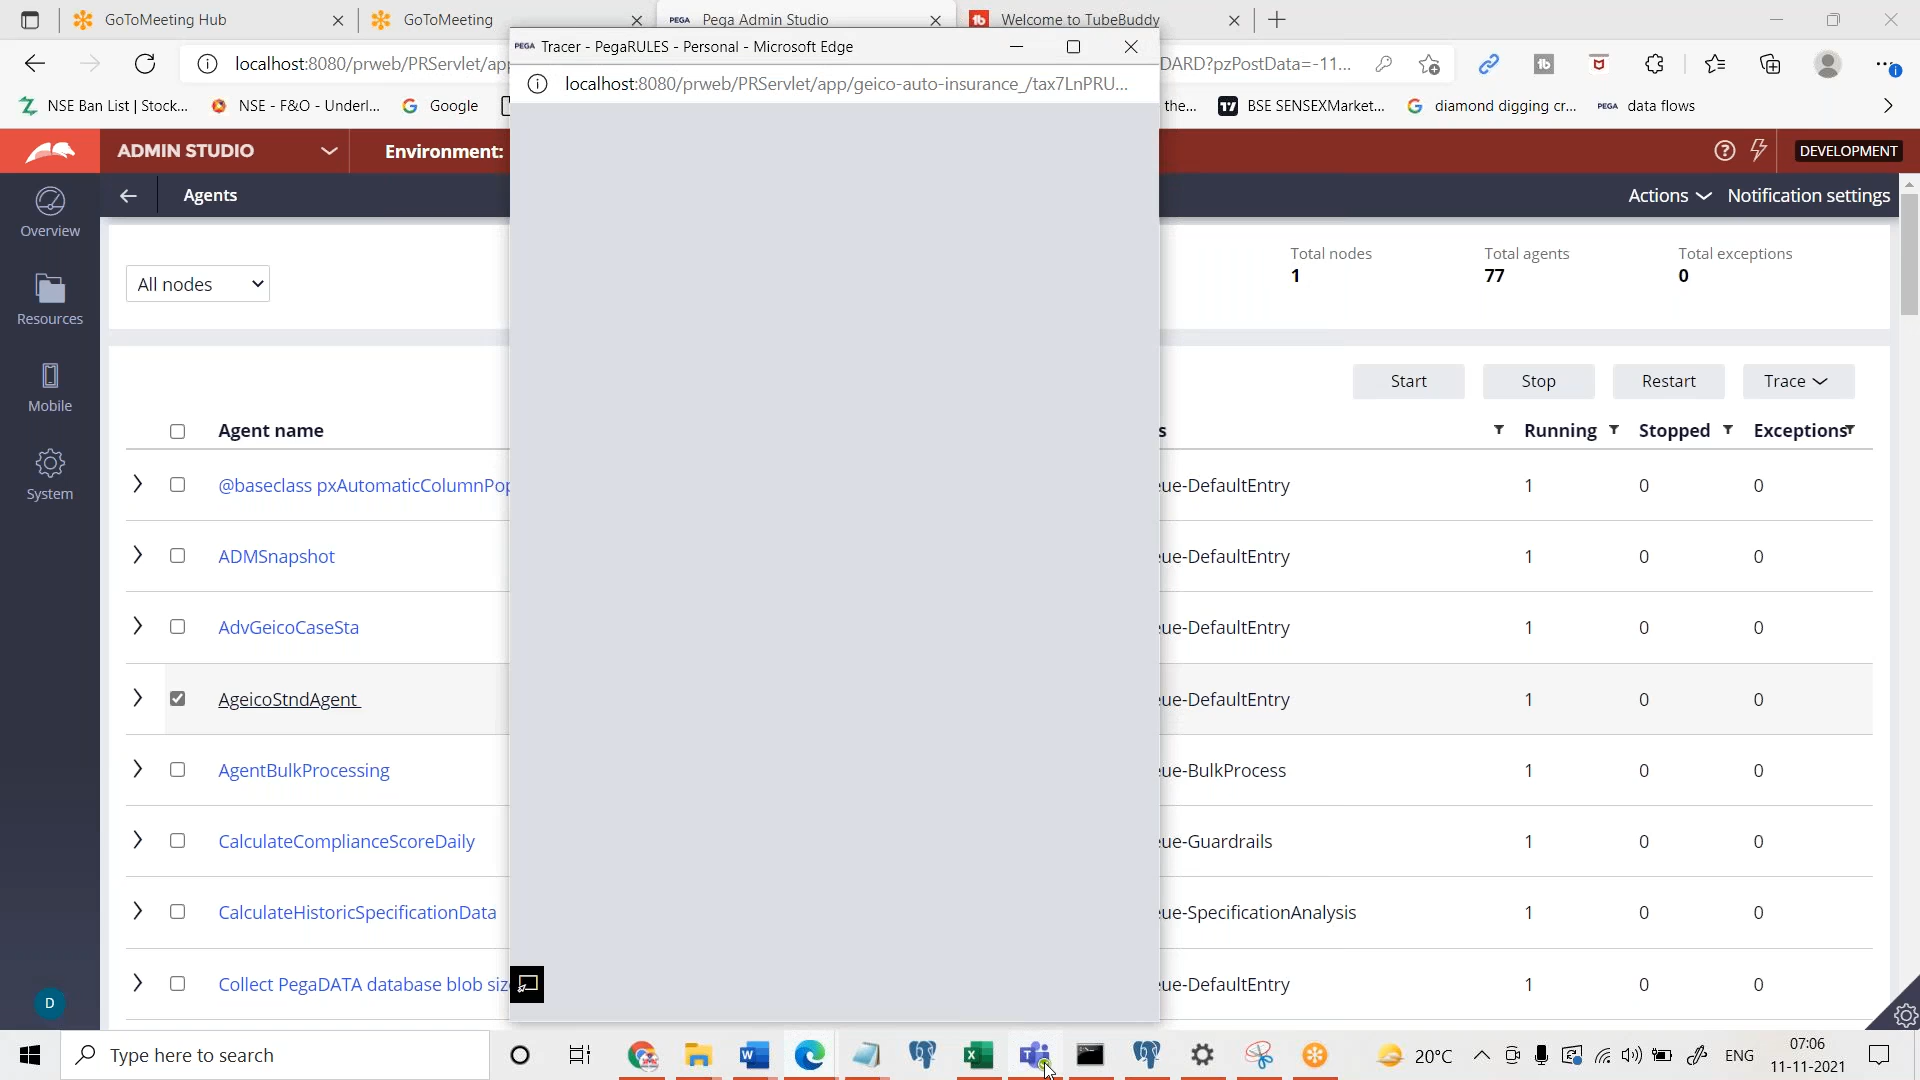 GoToMeeting Hub
GoToMeeting
PEGA Pega Admin Studio
Welcome to TubeBuddy
PEGA Tracer - PegaRULES - Personal - Microsoft Edge
localhost:8080/prweb/PRServlet/app
localhost:8080/prweb/PRServlet/app/geico-auto-insurance_/tax7LnPRU...
DARD?pzPostData=-11...
NSE Ban List | Stock...
NSE - F&O - Underl...
Google
the...
BSE SENSEXMarket...
diamond digging cr...
PEGA data flows
ADMIN STUDIO
Environment:
DEVELOPMENT
Agents
Actions
Notification settings
Overview
Resources
Mobile
System
D
All nodes
Total nodes
1
Total agents
77
Total exceptions
0
Start
Stop
Restart
Trace
Agent name
s
Running
Stopped
Exceptions
@baseclass pxAutomaticColumnPop
ue-DefaultEntry 1 0 0
ADMSnapshot
ue-DefaultEntry 1 0 0
AdvGeicoCaseSta
ue-DefaultEntry 1 0 0
AgeicoStndAgent
ue-DefaultEntry 1 0 0
AgentBulkProcessing
ue-BulkProcess 1 0 0
CalculateComplianceScoreDaily
ue-Guardrails 1 0 0
CalculateHistoricSpecificationData
ue-SpecificationAnalysis 1 0 0
Collect PegaDATA database blob siz
ue-DefaultEntry 1 0 0
Type here to search
20°C
ENG
07:06
11-11-2021